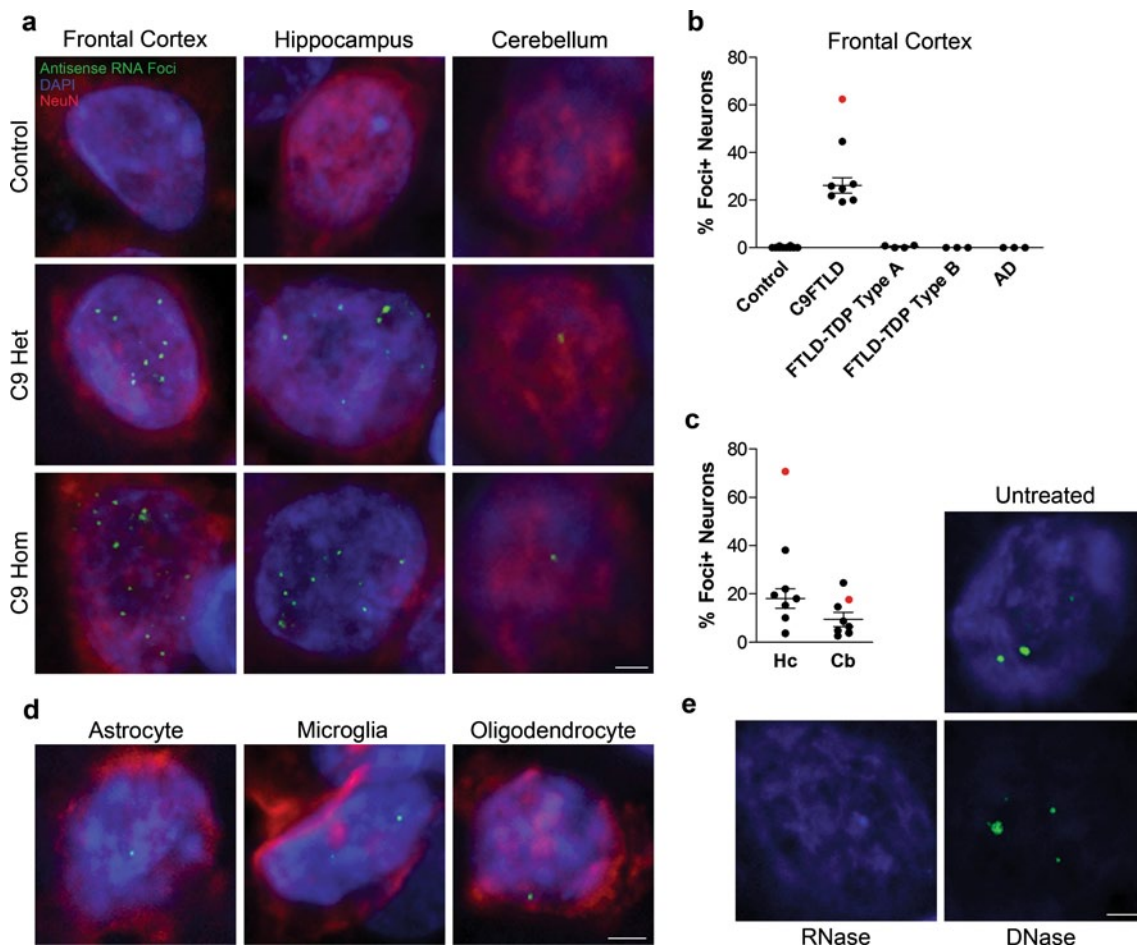 a
Frontal Cortex
Hippocampus
Cerebellum
Antisense RNA Foci
DAPI
NeuN
Control
C9 Het
C9 Hom
b
Frontal Cortex
% Foci+ Neurons
80
60
40
20
0
Control
C9FTLD
FTLD-TDP Type A
FTLD-TDP Type B
AD
c
% Foci+ Neurons
80
60
40
20
0
Hc
Cb
Untreated
d
Astrocyte
Microglia
Oligodendrocyte
e
RNase
DNase